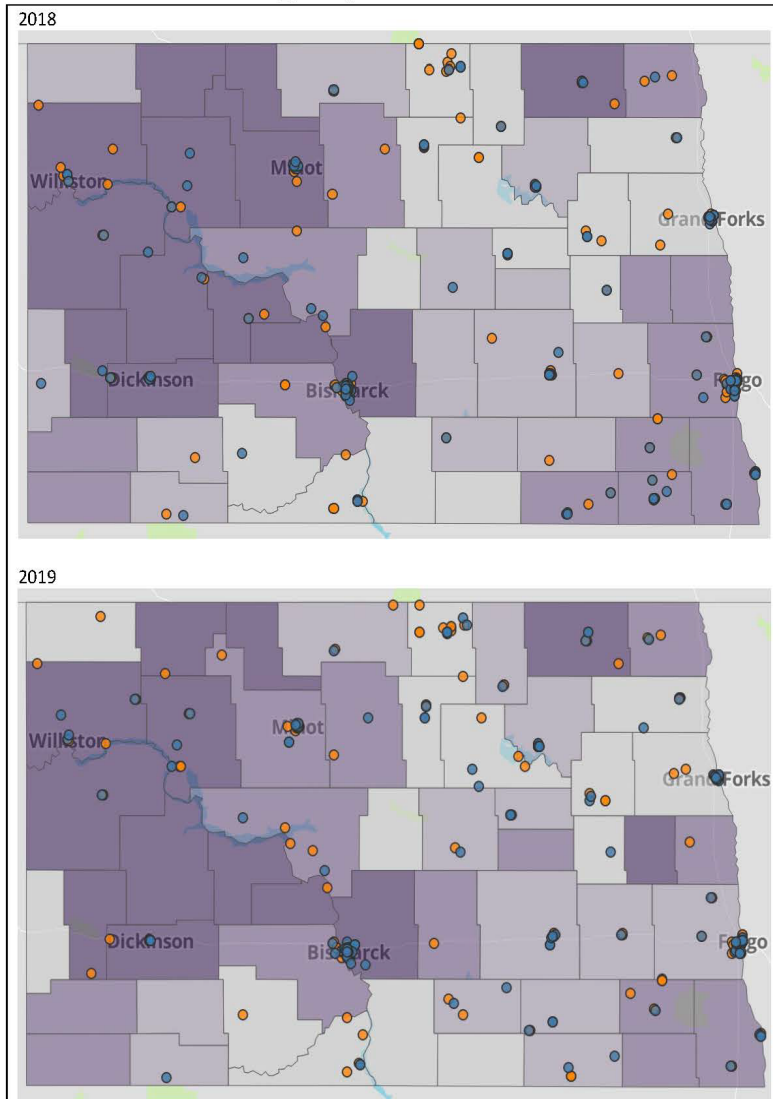 2018
Williston
Minot
Grand Forks
Dickinson
Bismarck
Fargo
2019
Williston
Minot
Grand Forks
Dickinson
Bismarck
Fargo